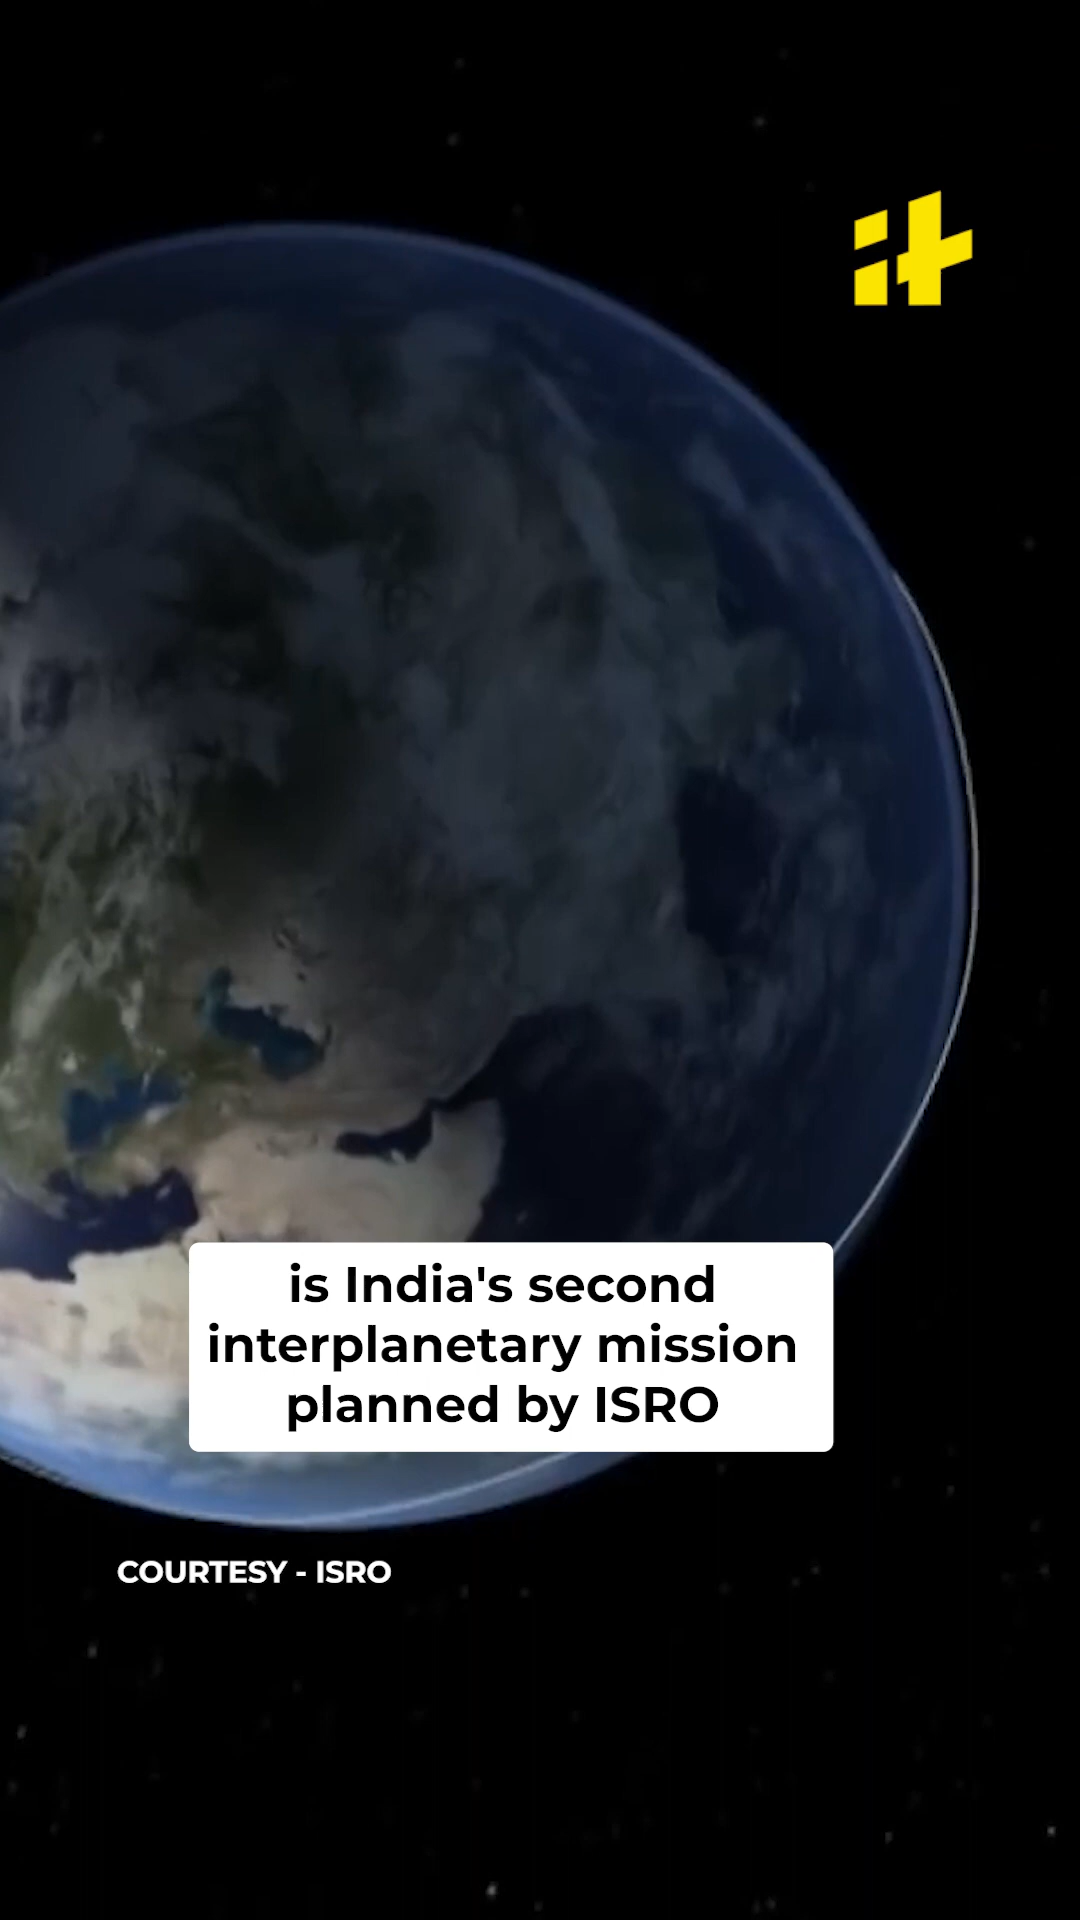 is India's second
interplanetary mission
planned by ISRO
COURTESY - ISRO